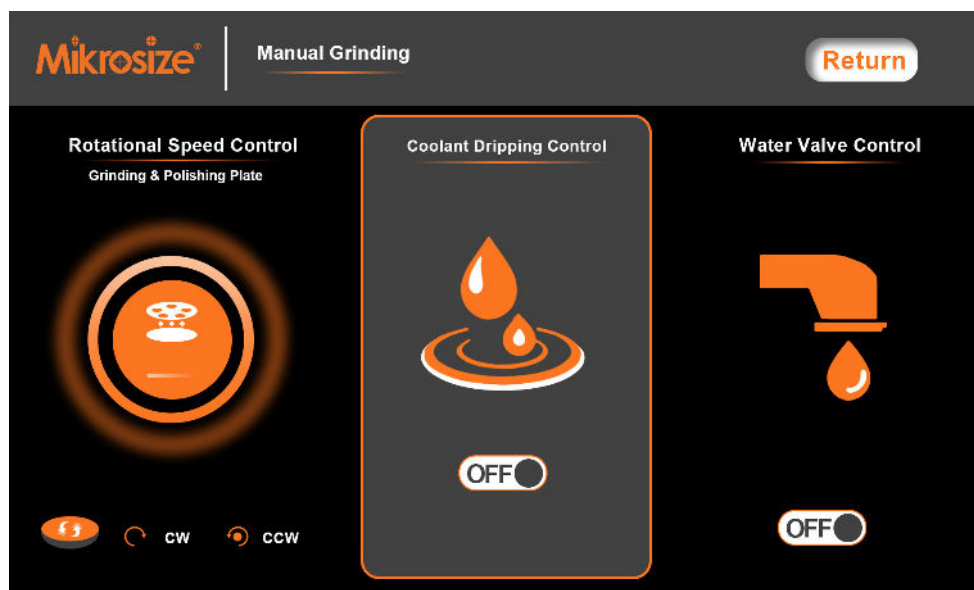 Mikrosize®
Manual Grinding
Return
Rotational Speed Control
Grinding & Polishing Plate
CW
CCW
Coolant Dripping Control
OFF
Water Valve Control
OFF